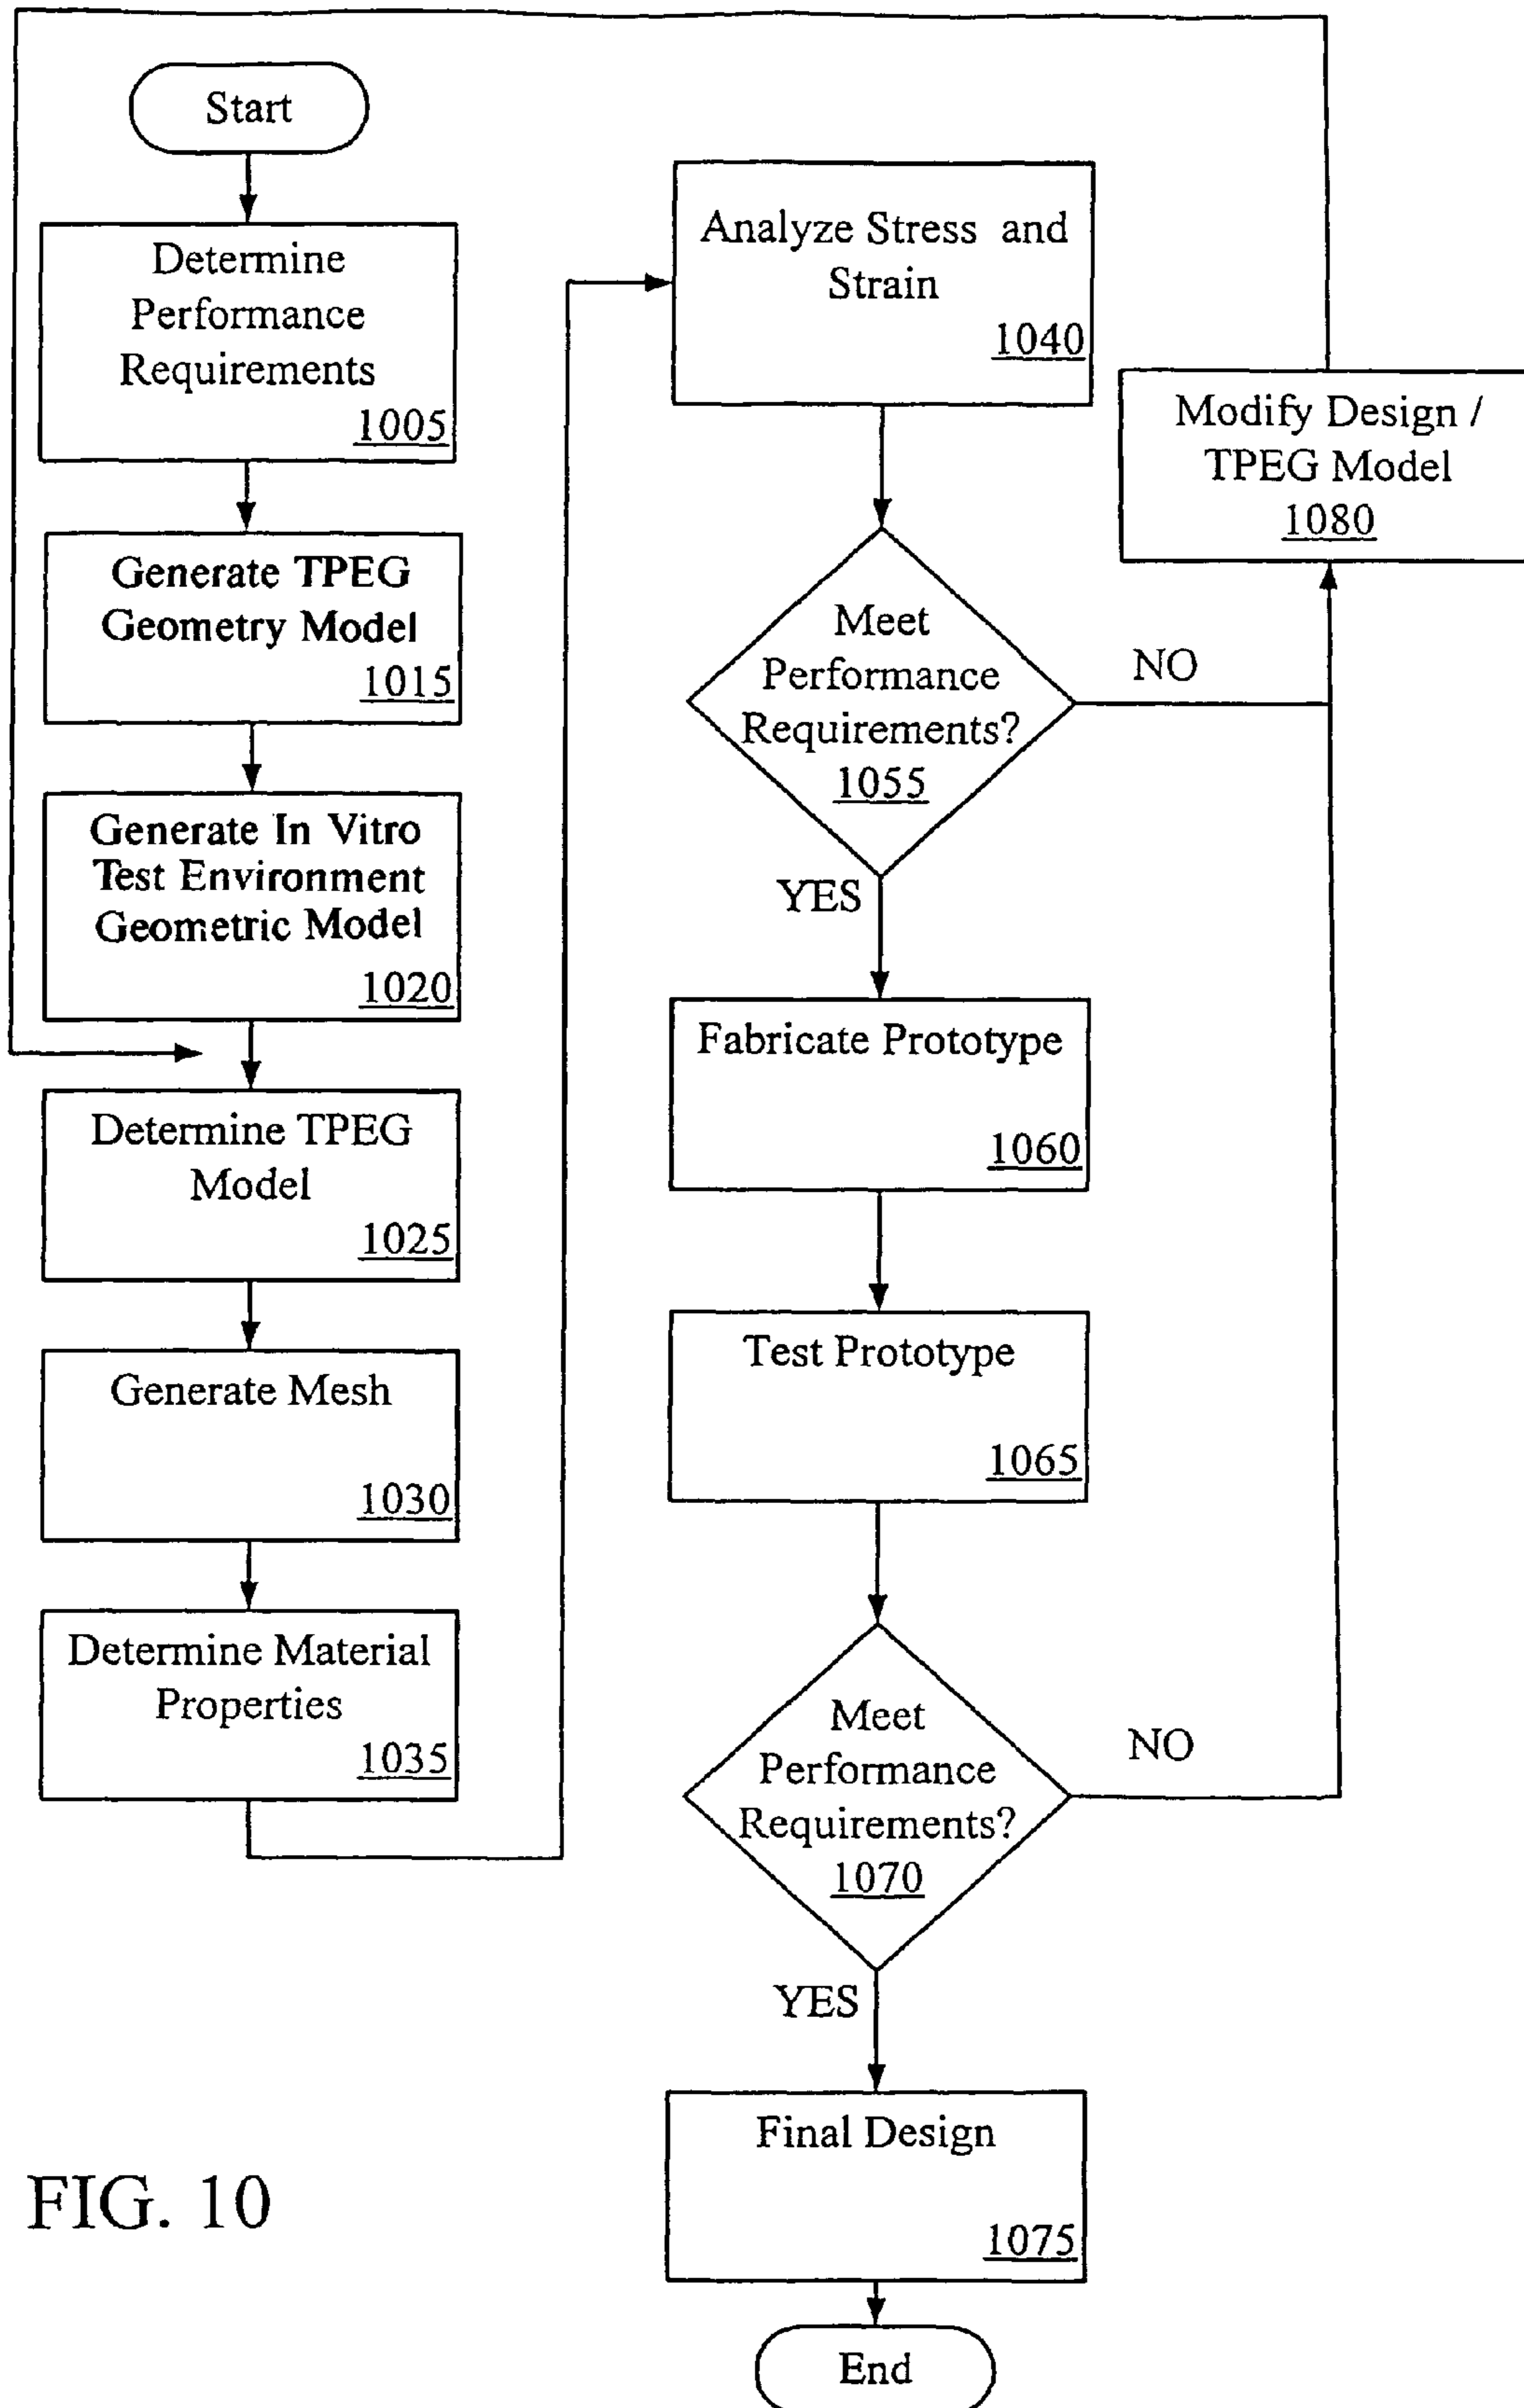 Start
Determine
Performance
Requirements
1005
Generate TPEG
Geometry Model
1015
Generate In Vitro
Test Environment
Geometric Model
1020
Determine TPEG
Model
1025
Generate Mesh
1030
Determine Material
Properties
1035
Analyze Stress and
Strain
1040
Meet
Performance
Requirements?
1055
NO
YES
Modify Design /
TPEG Model
1080
Fabricate Prototype
1060
Test Prototype
1065
Meet
Performance
Requirements?
1070
NO
YES
Final Design
1075
End
FIG. 10